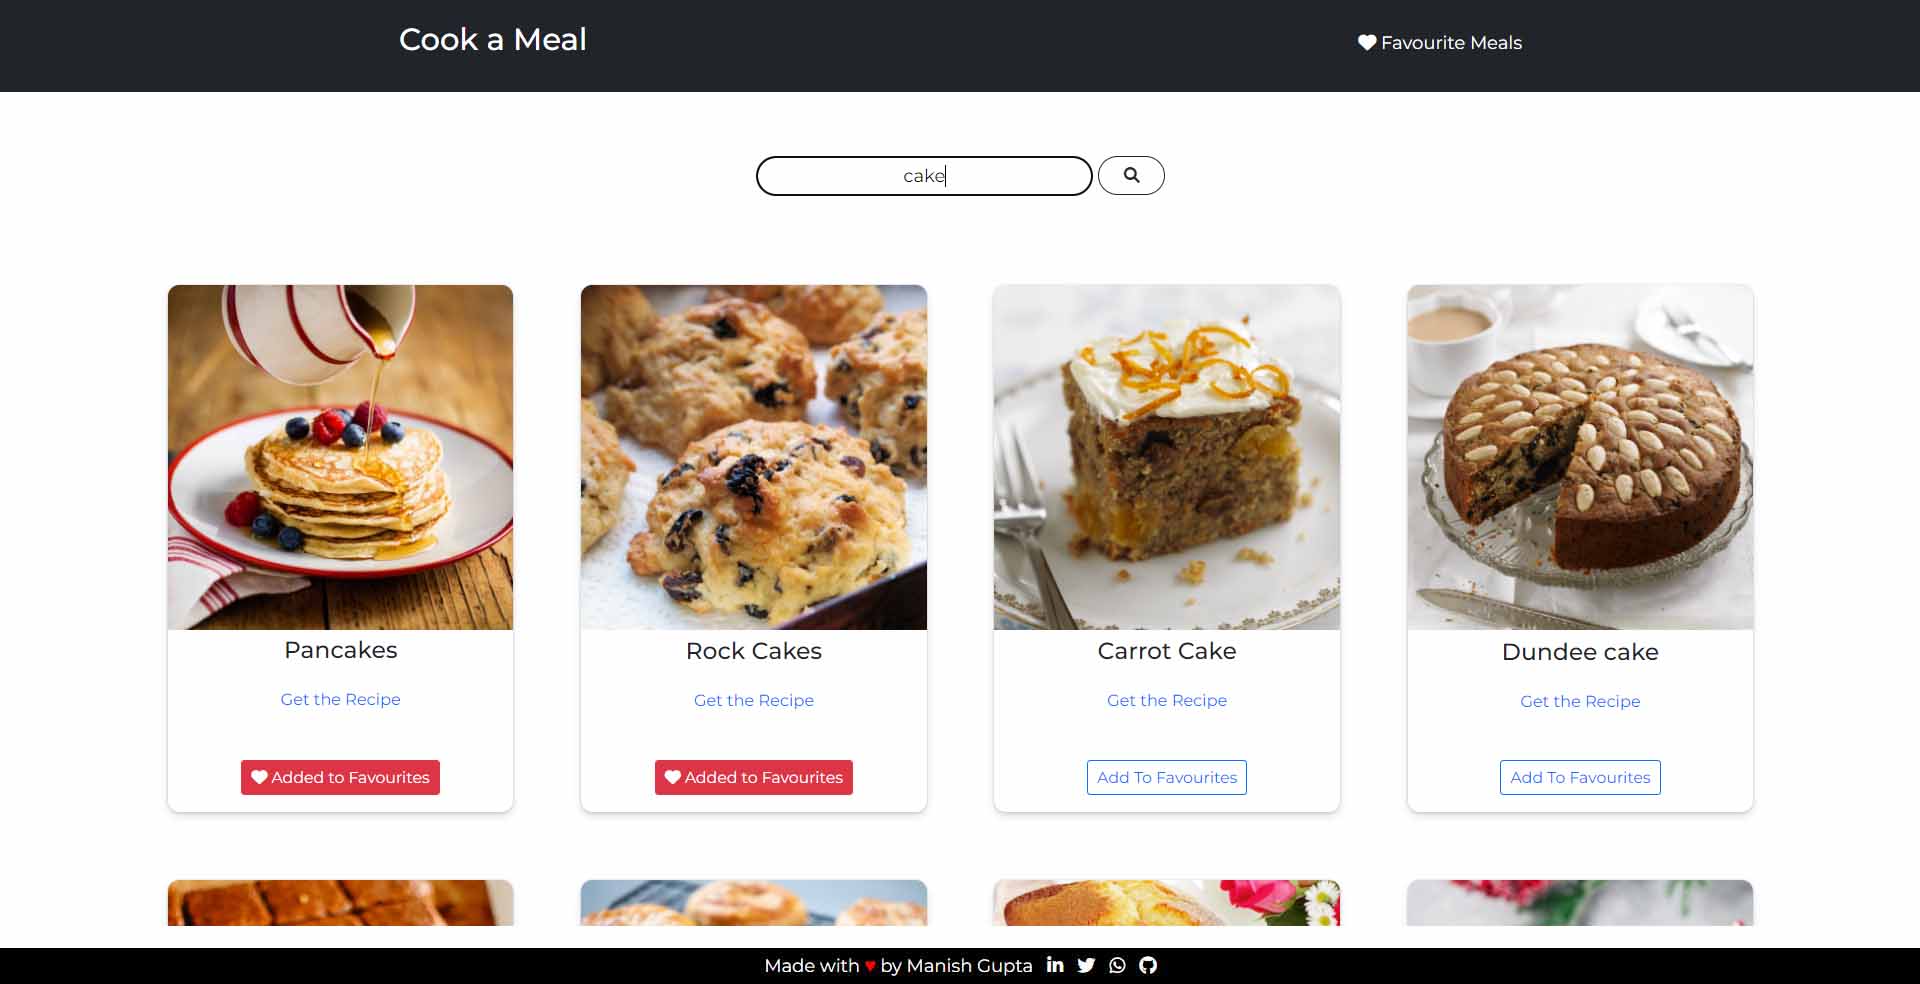 Cook a Meal
Favourite Meals
cake
Pancakes
Get the Recipe
Added to Favourites
Rock Cakes
Get the Recipe
Added to Favourites
Carrot Cake
Get the Recipe
Add To Favourites
Dundee cake
Get the Recipe
Add To Favourites
Made with ♥ by Manish Gupta